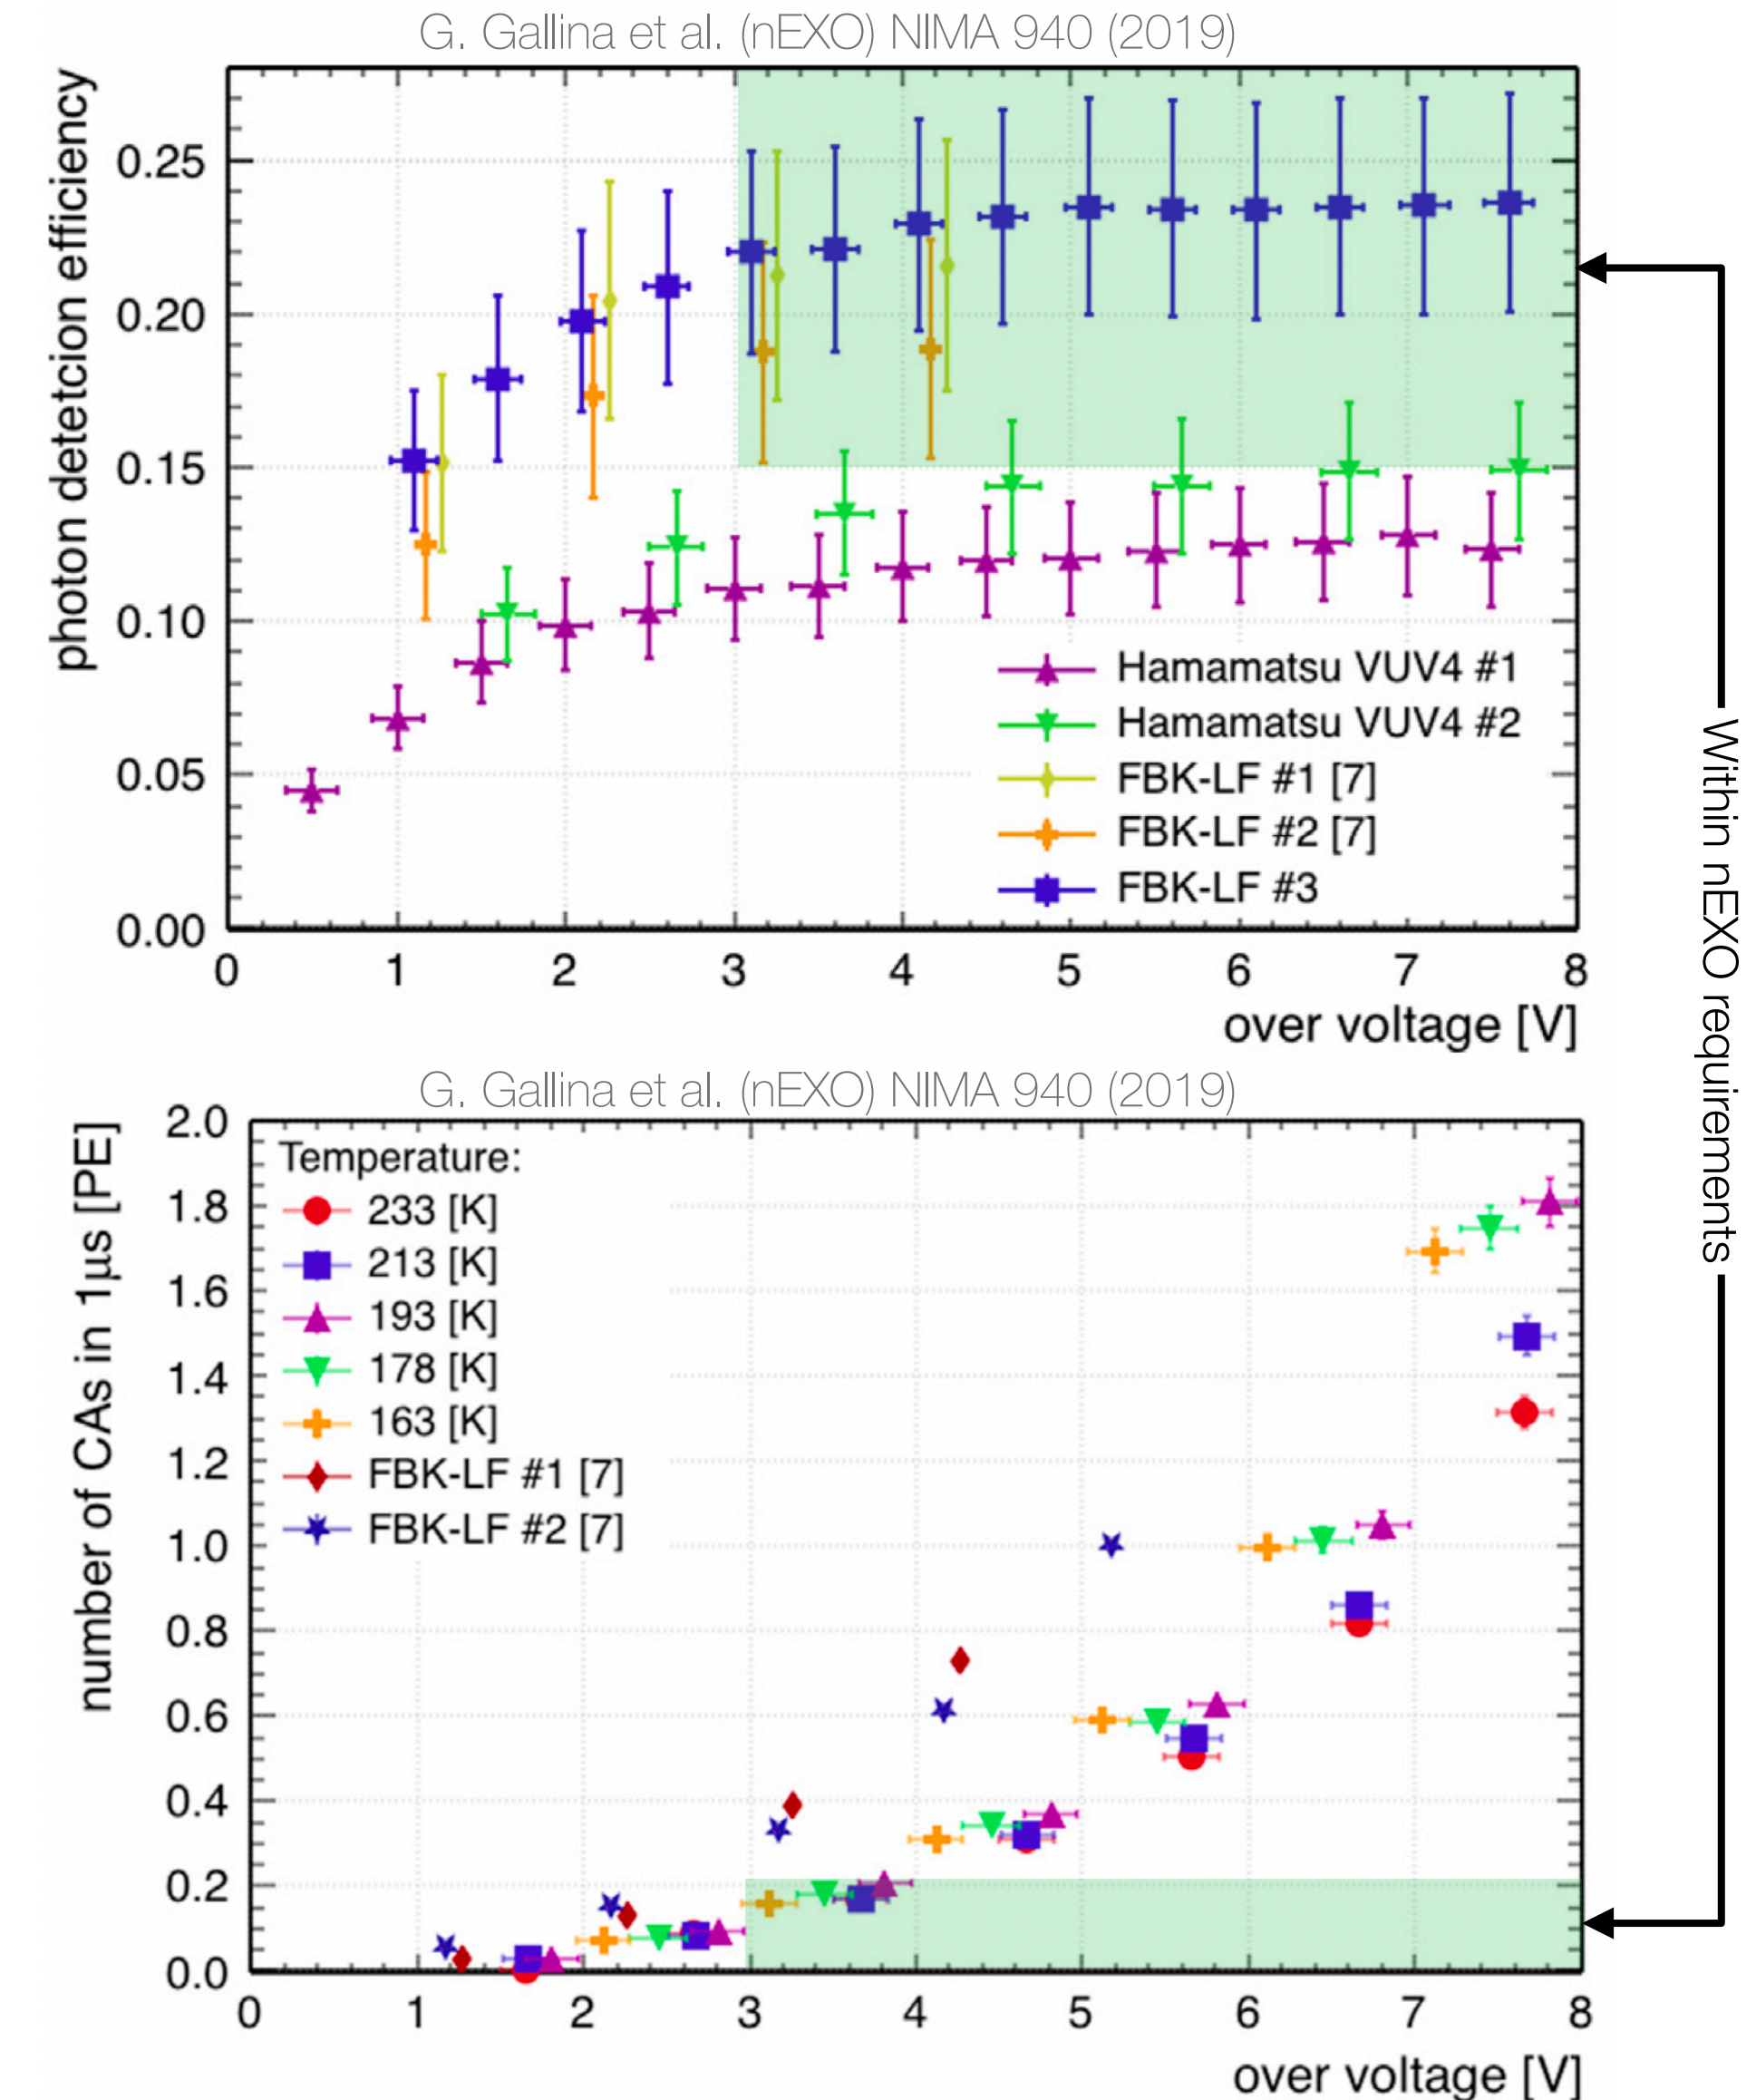 G. Gallina et al. (nEXO) NIMA 940 (2019)
photon detetcion efficiency
0.25
0.20
0.15
0.10
0.05
0.00
Hamamatsu VUV4 #1
Hamamatsu VUV4 #2
FBK-LF #1 [7]
FBK-LF #2 [7]
FBK-LF #3
0 1 2 3 4 5 6 7 8
over voltage [V]
Within nEXO requirements
G. Gallina et al. (nEXO) NIMA 940 (2019)
number of CAs in 1μs [PE]
2.0
1.8
1.6
1.4
1.2
1.0
0.8
0.6
0.4
0.2
0.0
Temperature:
233 [K]
213 [K]
193 [K]
178 [K]
163 [K]
FBK-LF #1 [7]
FBK-LF #2 [7]
0 1 2 3 4 5 6 7 8
over voltage [V]